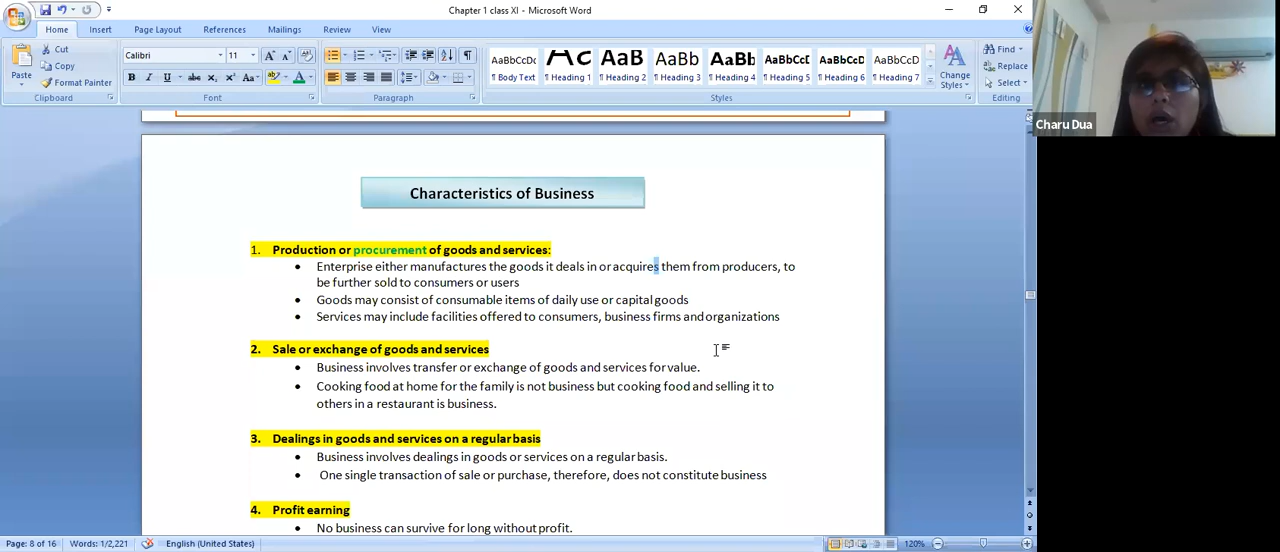 Chapter 1 class XI - Microsoft Word
Home Insert Page Layout References Mailings Review View
Cut
Copy
Format Painter
Paste
Clipboard
Calibri 11
Font
Paragraph
AaBbCcDc AaB AaBb AaBb AaBbC AaBbCcI AaBbCcDc
¶ Body Text Heading 1 Heading 2 Heading 3 Heading 4 Heading 5 Heading 6 Heading 7
Styles
Change Styles
Find
Replace
Select
Editing
Charu Dua
Characteristics of Business
1. Production or procurement of goods and services:
• Enterprise either manufactures the goods it deals in or acquires them from producers, to
be further sold to consumers or users
• Goods may consist of consumable items of daily use or capital goods
• Services may include facilities offered to consumers, business firms and organizations
2. Sale or exchange of goods and services
• Business involves transfer or exchange of goods and services for value.
• Cooking food at home for the family is not business but cooking food and selling it to
others in a restaurant is business.
3. Dealings in goods and services on a regular basis
• Business involves dealings in goods or services on a regular basis.
• One single transaction of sale or purchase, therefore, does not constitute business
4. Profit earning
• No business can survive for long without profit.
Page: 8 of 16 Words: 1/2,221 English (United States) 120%